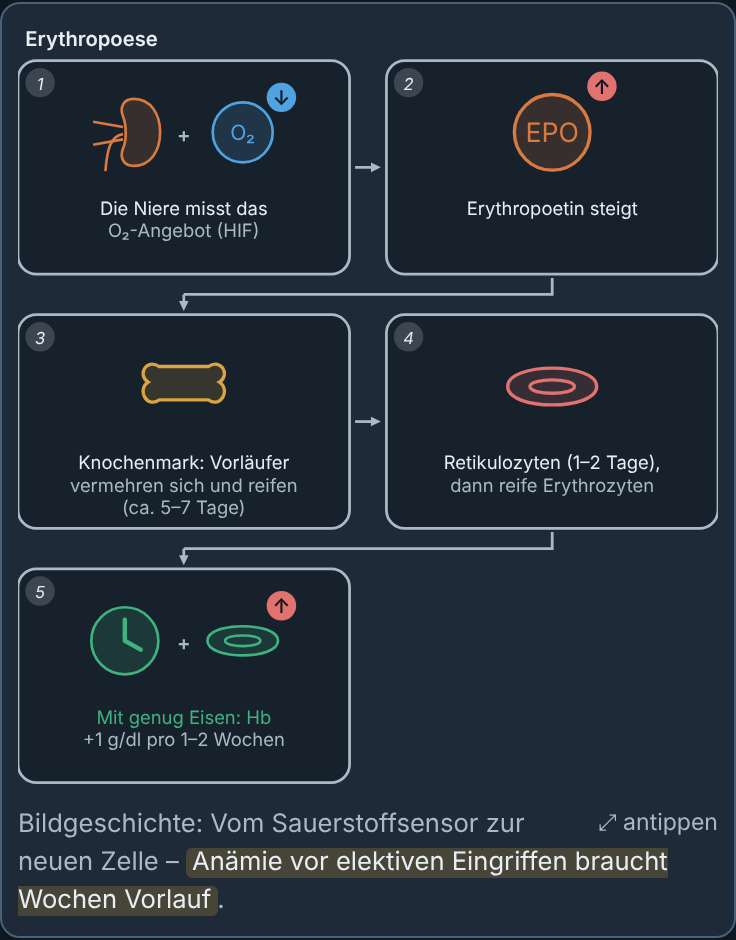 Erythropoese
1
O₂
+
Die Niere misst das
O₂-Angebot (HIF)
2
EPO
Erythropoetin steigt
3
Knochenmark: Vorläufer
vermehren sich und reifen
(ca. 5–7 Tage)
4
Retikulozyten (1–2 Tage),
dann reife Erythrozyten
5
+
Mit genug Eisen: Hb
+1 g/dl pro 1–2 Wochen
Bildgeschichte: Vom Sauerstoffsensor zur
neuen Zelle – Anämie vor elektiven Eingriffen braucht
Wochen Vorlauf.
antippen